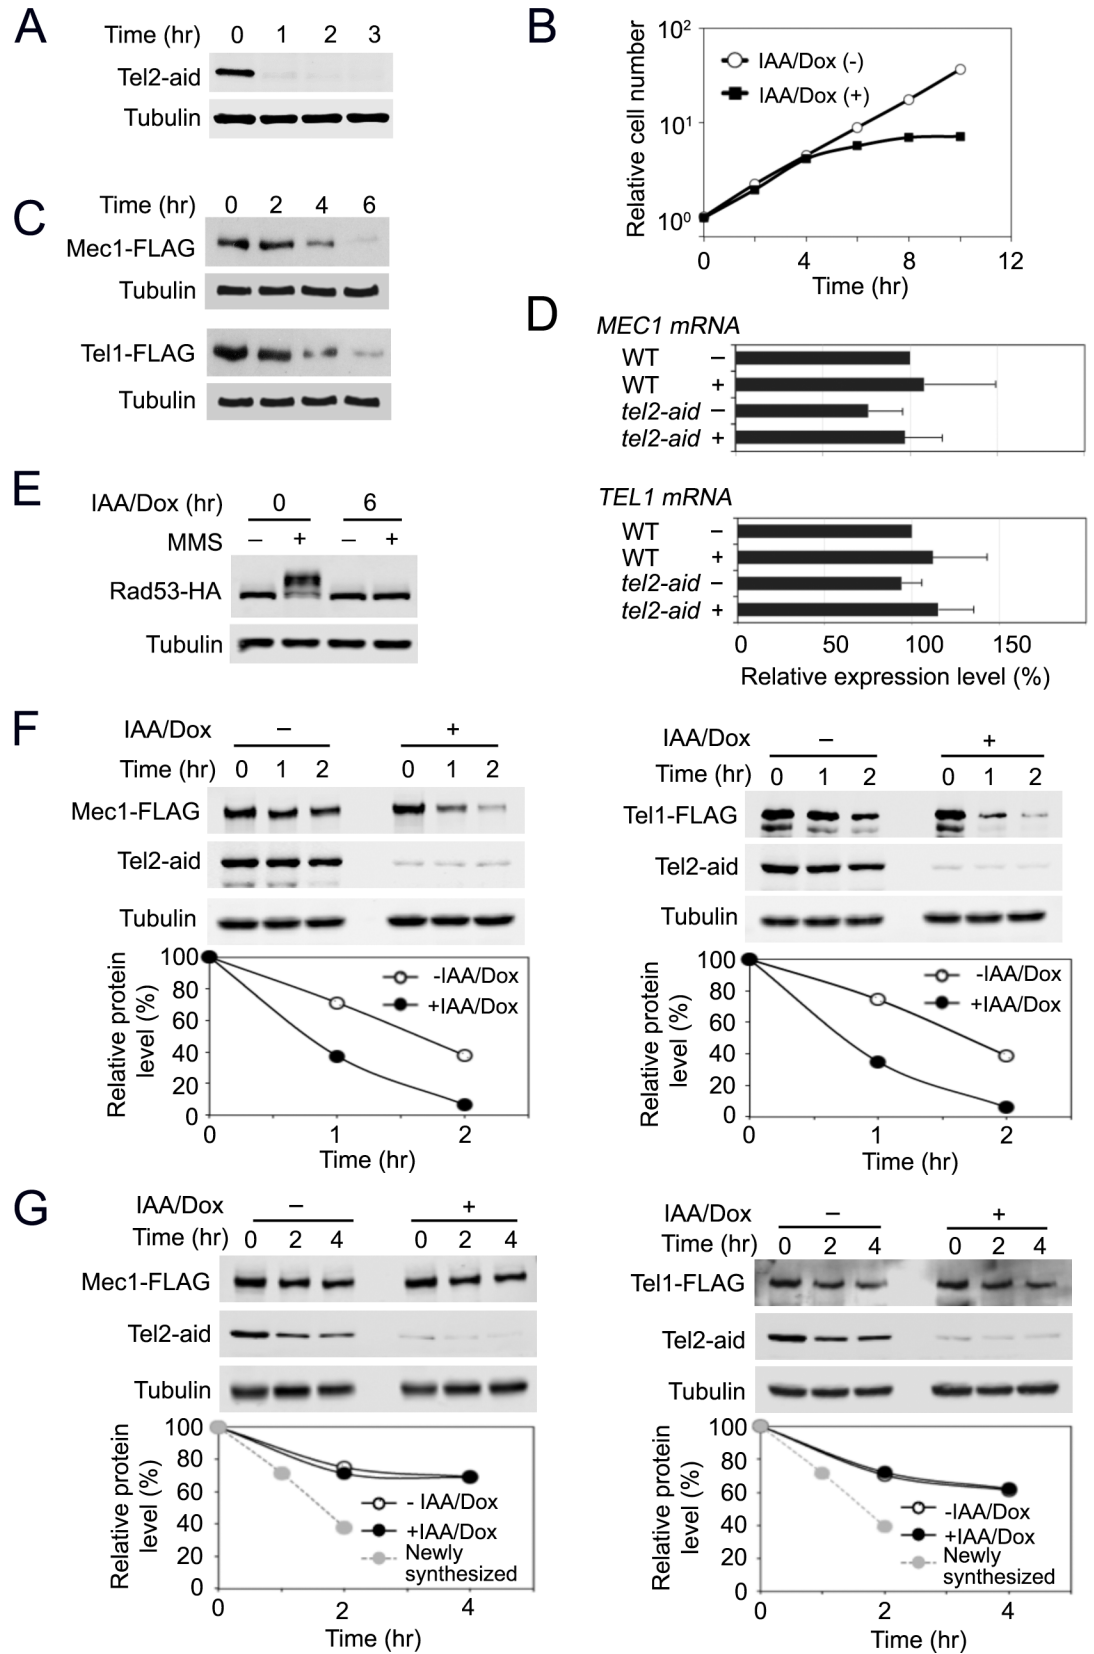 A
Time (hr) 0 1 2 3
Tel2-aid
Tubulin
B
Relative cell number
10²
10¹
10⁰
IAA/Dox (-)
IAA/Dox (+)
0 4 8 12
Time (hr)
C
Time (hr) 0 2 4 6
Mec1-FLAG
Tubulin
Tel1-FLAG
Tubulin
D
MEC1 mRNA
WT –
WT +
tel2-aid –
tel2-aid +
TEL1 mRNA
WT –
WT +
tel2-aid –
tel2-aid +
0 50 100 150
Relative expression level (%)
E
IAA/Dox (hr) 0 6
MMS – + – +
Rad53-HA
Tubulin
F
IAA/Dox – +
Time (hr) 0 1 2 0 1 2
Mec1-FLAG
Tel2-aid
Tubulin
Relative protein
level (%)
100
80
60
40
20
0
-IAA/Dox
+IAA/Dox
0 1 2
Time (hr)
IAA/Dox – +
Time (hr) 0 1 2 0 1 2
Tel1-FLAG
Tel2-aid
Tubulin
Relative protein
level (%)
100
80
60
40
20
0
-IAA/Dox
+IAA/Dox
0 1 2
Time (hr)
G
IAA/Dox – +
Time (hr) 0 2 4 0 2 4
Mec1-FLAG
Tel2-aid
Tubulin
Relative protein
level (%)
100
80
60
40
20
0
- IAA/Dox
+IAA/Dox
Newly
synthesized
0 2 4
Time (hr)
IAA/Dox – +
Time (hr) 0 2 4 0 2 4
Tel1-FLAG
Tel2-aid
Tubulin
Relative protein
level (%)
100
80
60
40
20
0
-IAA/Dox
+IAA/Dox
Newly
synthesized
0 2 4
Time (hr)